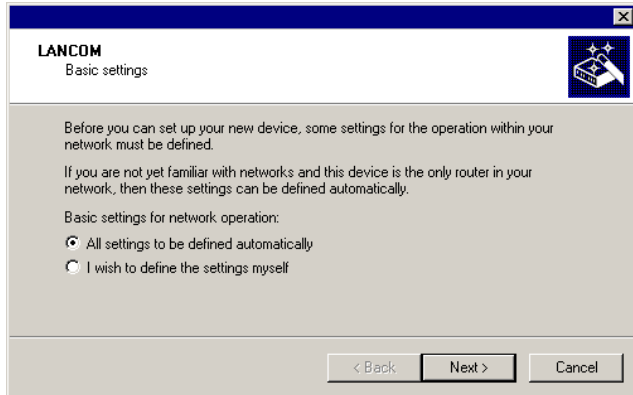 LANCOM
Basic settings
Before you can set up your new device, some settings for the operation within your
network must be defined.
If you are not yet familiar with networks and this device is the only router in your
network, then these settings can be defined automatically.
Basic settings for network operation:
All settings to be defined automatically
I wish to define the settings myself
< Back
Next >
Cancel